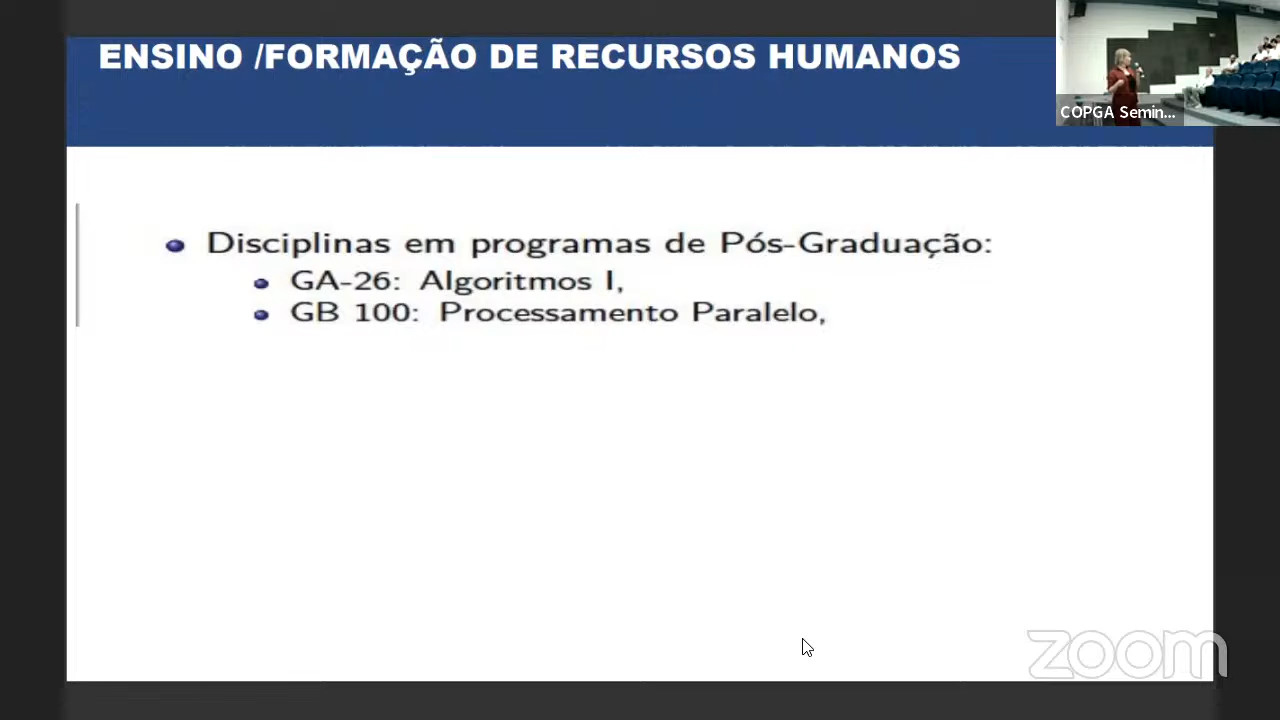 ENSINO /FORMAÇÃO DE RECURSOS HUMANOS
COPGA Semin...
Disciplinas em programas de Pós-Graduação:
GA-26: Algoritmos I,
GB 100: Processamento Paralelo,
zoom